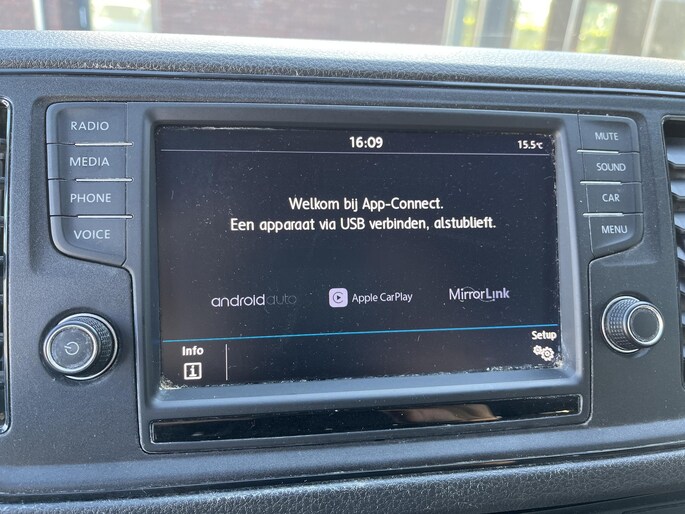 RADIO
MEDIA
PHONE
VOICE
16:09
15.5°C
Welkom bij App-Connect.
Een apparaat via USB verbinden, alstublieft.
androidauto
Apple CarPlay
MirrorLink
Info
Setup
MUTE
SOUND
CAR
MENU